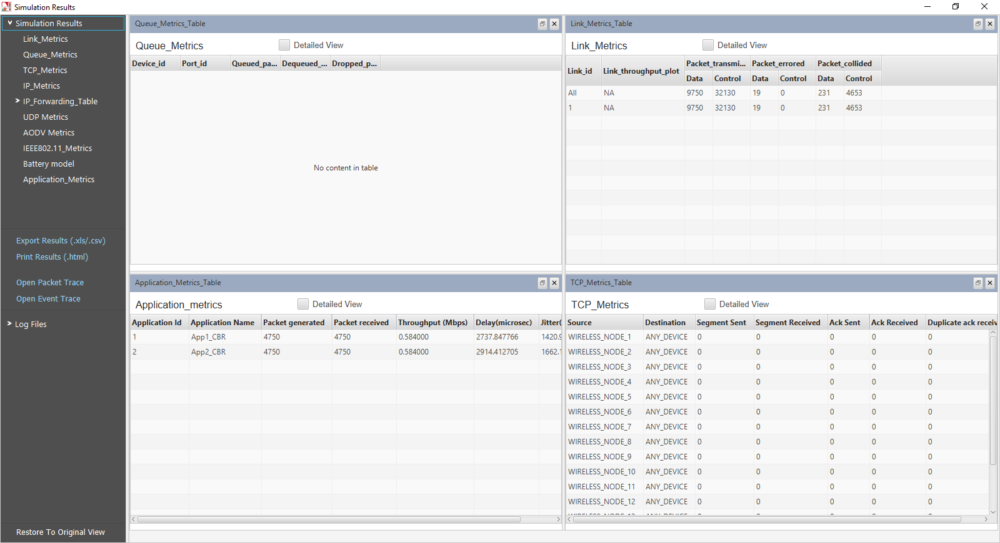 Simulation Results
Simulation Results
Link_Metrics
Queue_Metrics
TCP_Metrics
IP_Metrics
IP_Forwarding_Table
UDP Metrics
AODV Metrics
IEEE802.11_Metrics
Battery model
Application_Metrics
Export Results (.xls/.csv)
Print Results (.html)
Open Packet Trace
Open Event Trace
Log Files
Restore To Original View
Queue_Metrics_Table
Queue_Metrics Detailed View
Device_id Port_id Queued_pa... Dequeued_... Dropped_p...
No content in table
Link_Metrics_Table
Link_Metrics Detailed View
Link_id Link_throughput_plot Packet_transmi... Packet_errored Packet_collided
Data Control Data Control Data Control
All NA 9750 32130 19 0 231 4653
1 NA 9750 32130 19 0 231 4653
Application_Metrics_Table
Application_metrics Detailed View
Application Id Application Name Packet generated Packet received Throughput (Mbps) Delay(microsec) Jitter(
1 App1_CBR 4750 4750 0.584000 2737.847766 1420.9
2 App2_CBR 4750 4750 0.584000 2914.412705 1662.1
TCP_Metrics_Table
TCP_Metrics Detailed View
Source Destination Segment Sent Segment Received Ack Sent Ack Received Duplicate ack receiv
WIRELESS_NODE_1 ANY_DEVICE 0 0 0 0 0
WIRELESS_NODE_2 ANY_DEVICE 0 0 0 0 0
WIRELESS_NODE_3 ANY_DEVICE 0 0 0 0 0
WIRELESS_NODE_4 ANY_DEVICE 0 0 0 0 0
WIRELESS_NODE_5 ANY_DEVICE 0 0 0 0 0
WIRELESS_NODE_6 ANY_DEVICE 0 0 0 0 0
WIRELESS_NODE_7 ANY_DEVICE 0 0 0 0 0
WIRELESS_NODE_8 ANY_DEVICE 0 0 0 0 0
WIRELESS_NODE_9 ANY_DEVICE 0 0 0 0 0
WIRELESS_NODE_10 ANY_DEVICE 0 0 0 0 0
WIRELESS_NODE_11 ANY_DEVICE 0 0 0 0 0
WIRELESS_NODE_12 ANY_DEVICE 0 0 0 0 0